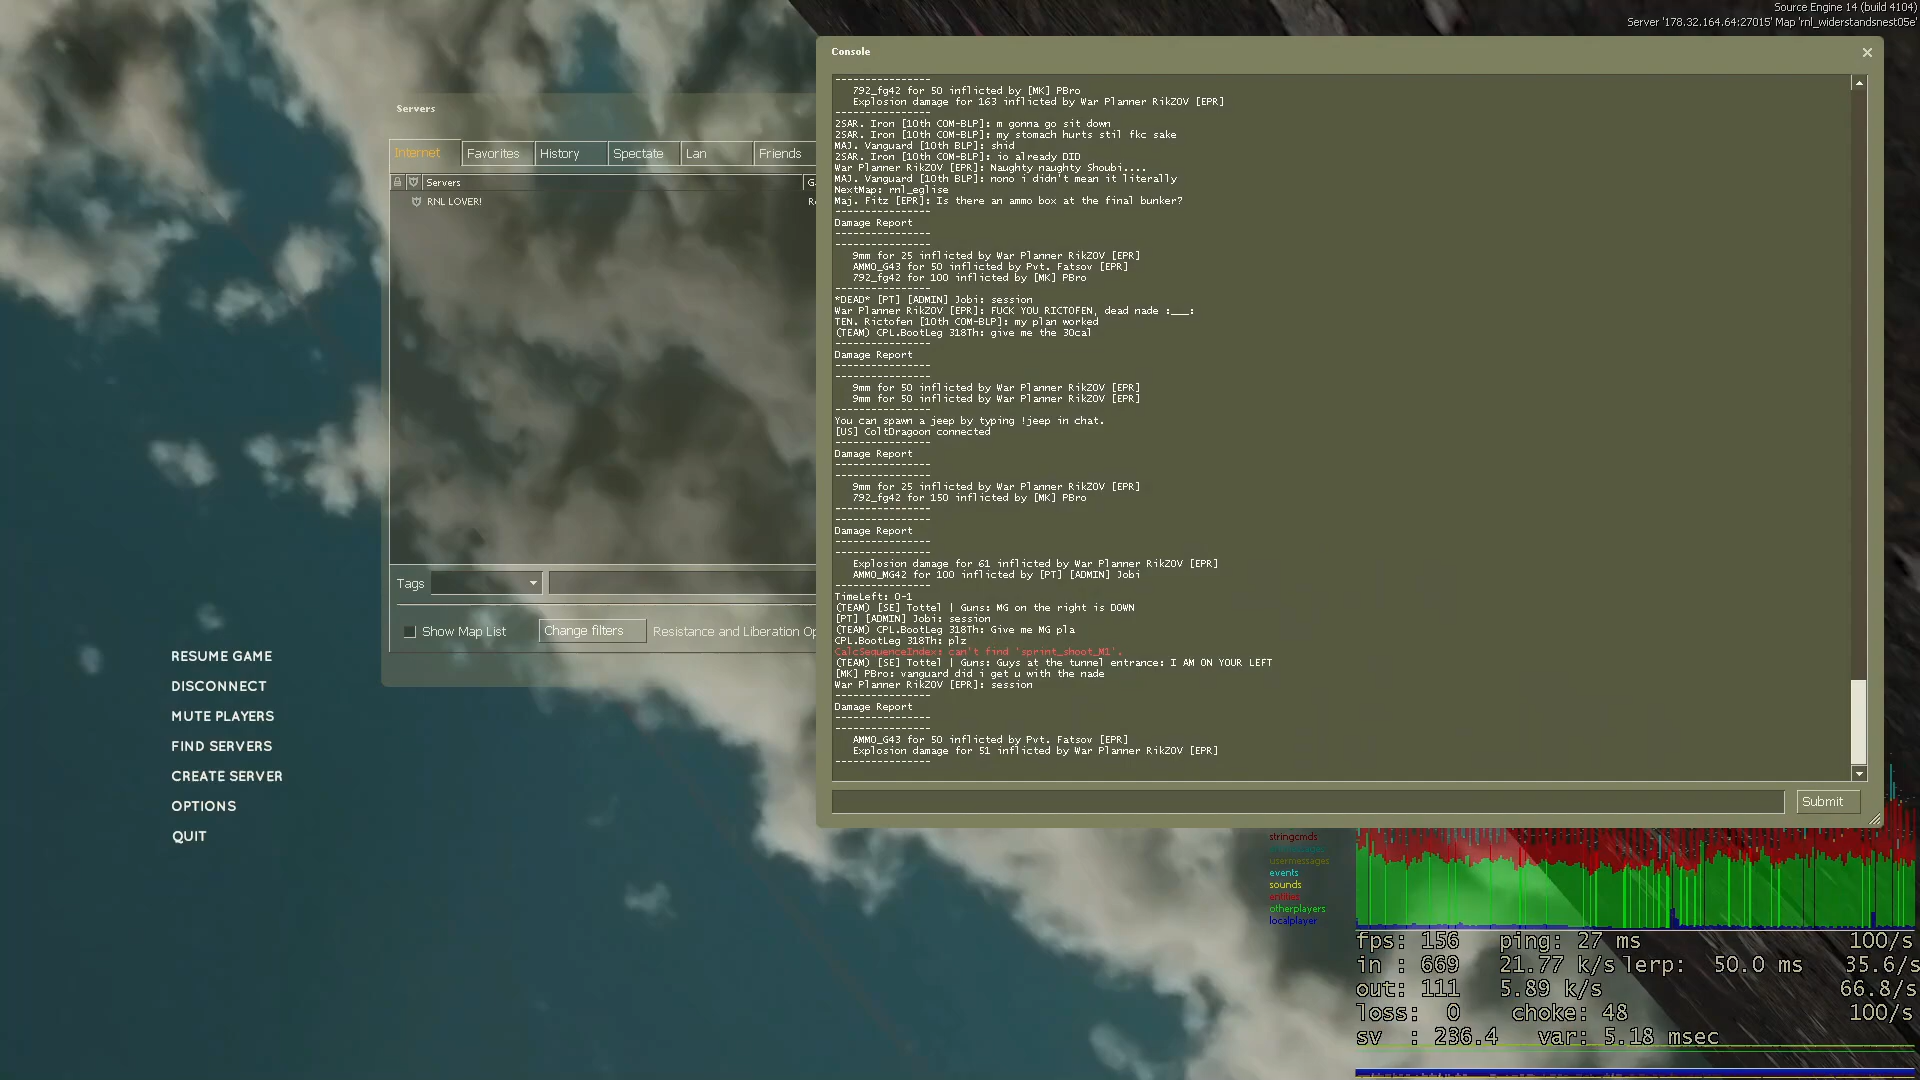 Source Engine 14 (build 4104)
Server '178.32.164.64:27015' Map 'rnl_widerstandsnest05e'
Servers
Internet
Favorites
History
Spectate
Lan
Friends
Servers
RNL LOVER!
Tags
Show Map List
Change filters
Resistance and Liberation Op
RESUME GAME
DISCONNECT
MUTE PLAYERS
FIND SERVERS
CREATE SERVER
OPTIONS
QUIT
Console
----------------
792_fg42 for 50 inflicted by [MK] PBro
Explosion damage for 163 inflicted by War Planner RikZOV [EPR]
----------------
2SAR. Iron [10th COM-BLP]: m gonna go sit down
2SAR. Iron [10th COM-BLP]: my stomach hurts stil fkc sake
MAJ. Vanguard [10th BLP]: shid
2SAR. Iron [10th COM-BLP]: io already DID
War Planner RikZOV [EPR]: Naughty naughty Shoubi....
MAJ. Vanguard [10th BLP]: nono i didn't mean it literally
NextMap: rnl_eglise
Maj. Fitz [EPR]: Is there an ammo box at the final bunker?
----------------
Damage Report
----------------
----------------
9mm for 25 inflicted by War Planner RikZOV [EPR]
AMMO_G43 for 50 inflicted by Pvt. Fatsov [EPR]
792_fg42 for 100 inflicted by [MK] PBro
----------------
*DEAD* [PT] [ADMIN] Jobi: session
War Planner RikZOV [EPR]: FUCK YOU RICTOFEN, dead nade :___:
TEN. Rictofen [10th COM-BLP]: my plan worked
(TEAM) CPL.BootLeg 318Th: give me the 30cal
----------------
Damage Report
----------------
----------------
9mm for 50 inflicted by War Planner RikZOV [EPR]
9mm for 50 inflicted by War Planner RikZOV [EPR]
----------------
You can spawn a jeep by typing !jeep in chat.
[US] ColtDragoon connected
----------------
Damage Report
----------------
----------------
9mm for 25 inflicted by War Planner RikZOV [EPR]
792_fg42 for 150 inflicted by [MK] PBro
----------------
----------------
Damage Report
----------------
----------------
Explosion damage for 61 inflicted by War Planner RikZOV [EPR]
AMMO_MG42 for 100 inflicted by [PT] [ADMIN] Jobi
----------------
TimeLeft: 0-1
(TEAM) [SE] Tottel | Guns: MG on the right is DOWN
[PT] [ADMIN] Jobi: session
(TEAM) CPL.BootLeg 318Th: Give me MG pla
CPL.BootLeg 318Th: plz
CalcSequenceIndex: can't find 'sprint_shoot_M1'.
(TEAM) [SE] Tottel | Guns: Guys at the tunnel entrance: I AM ON YOUR LEFT
[MK] PBro: vanguard did i get u with the nade
War Planner RikZOV [EPR]: session
----------------
Damage Report
----------------
----------------
AMMO_G43 for 50 inflicted by Pvt. Fatsov [EPR]
Explosion damage for 51 inflicted by War Planner RikZOV [EPR]
----------------
Submit
stringcmds
usermessages
events
sounds
entities
otherplayers
localplayer
fps: 156 ping: 27 ms 100/s
in : 669 21.77 k/s lerp: 50.0 ms 35.6/s
out: 111 5.89 k/s 66.8/s
loss: 0 choke: 48 100/s
sv : 236.4 var: 5.18 msec